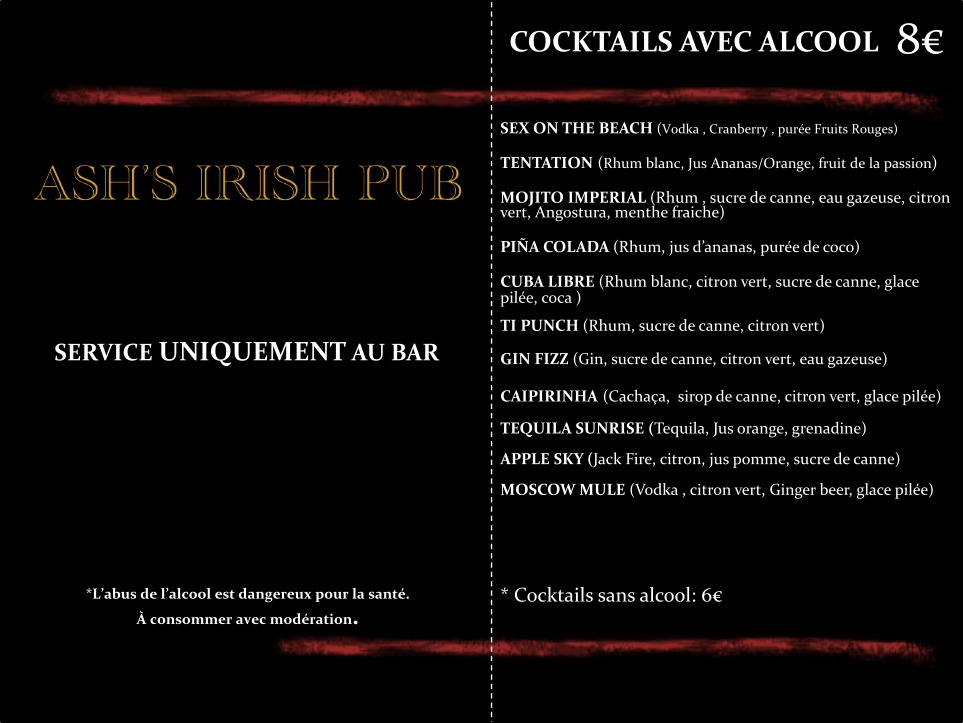 ASH'S IRISH PUB
SERVICE UNIQUEMENT AU BAR
*L'abus de l'alcool est dangereux pour la santé.
À consommer avec modération.
COCKTAILS AVEC ALCOOL 8€
SEX ON THE BEACH (Vodka , Cranberry , purée Fruits Rouges)
TENTATION (Rhum blanc, Jus Ananas/Orange, fruit de la passion)
MOJITO IMPERIAL (Rhum , sucre de canne, eau gazeuse, citron
vert, Angostura, menthe fraiche)
PIÑA COLADA (Rhum, jus d'ananas, purée de coco)
CUBA LIBRE (Rhum blanc, citron vert, sucre de canne, glace
pilée, coca )
TI PUNCH (Rhum, sucre de canne, citron vert)
GIN FIZZ (Gin, sucre de canne, citron vert, eau gazeuse)
CAIPIRINHA (Cachaça, sirop de canne, citron vert, glace pilée)
TEQUILA SUNRISE (Tequila, Jus orange, grenadine)
APPLE SKY (Jack Fire, citron, jus pomme, sucre de canne)
MOSCOW MULE (Vodka , citron vert, Ginger beer, glace pilée)
* Cocktails sans alcool: 6€